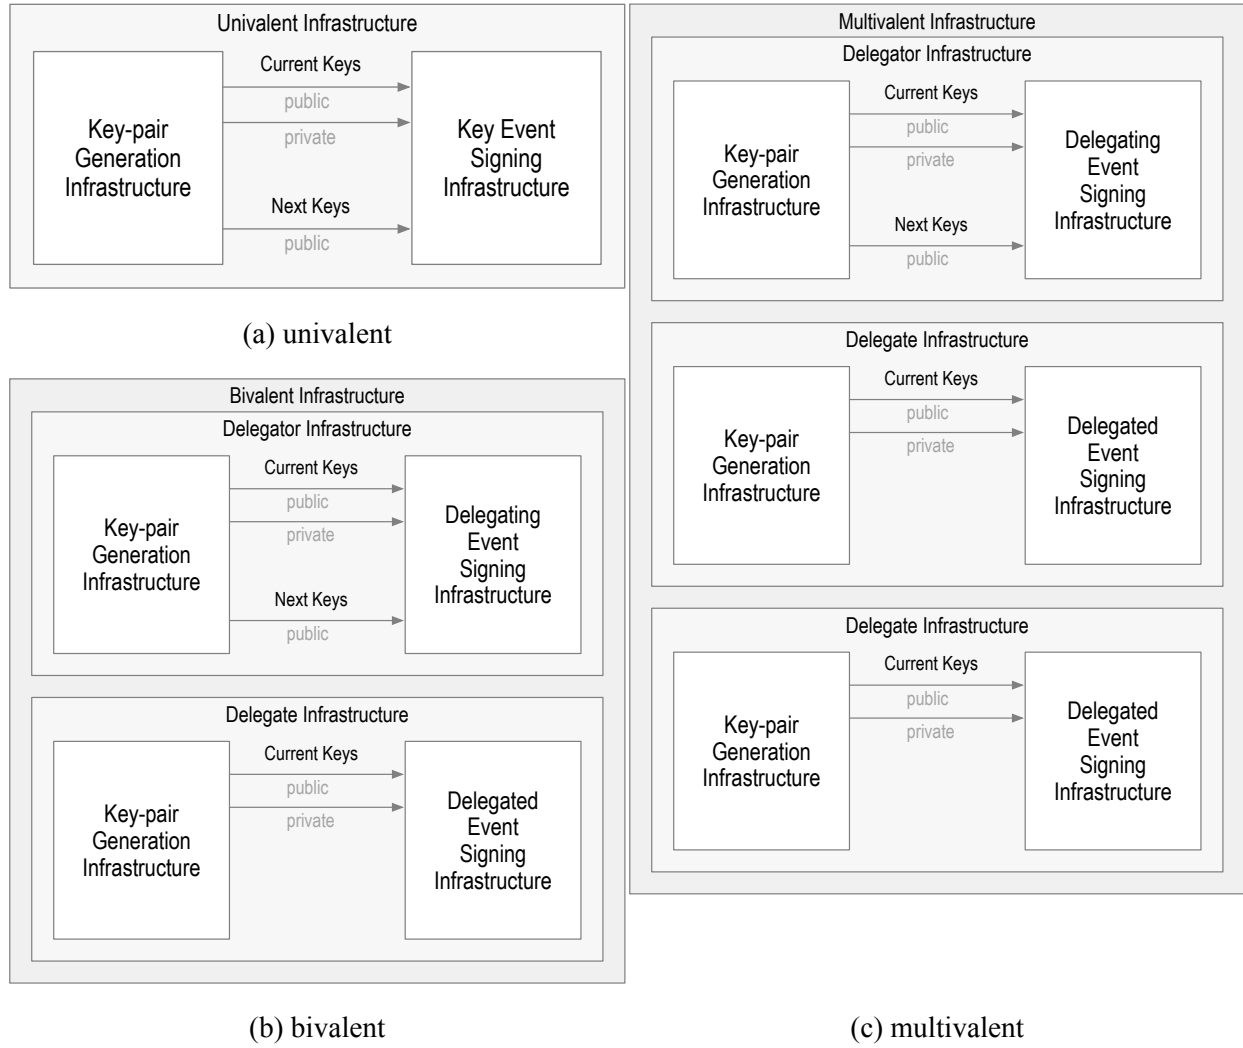 Univalent Infrastructure
Key-pair
Generation
Infrastructure
Current Keys
public
private
Next Keys
public
Key Event
Signing
Infrastructure
(a) univalent
Bivalent Infrastructure
Delegator Infrastructure
Key-pair
Generation
Infrastructure
Current Keys
public
private
Next Keys
public
Delegating
Event
Signing
Infrastructure
Delegate Infrastructure
Key-pair
Generation
Infrastructure
Current Keys
public
private
Delegated
Event
Signing
Infrastructure
(b) bivalent
Multivalent Infrastructure
Delegator Infrastructure
Key-pair
Generation
Infrastructure
Current Keys
public
private
Next Keys
public
Delegating
Event
Signing
Infrastructure
Delegate Infrastructure
Key-pair
Generation
Infrastructure
Current Keys
public
private
Delegated
Event
Signing
Infrastructure
Delegate Infrastructure
Key-pair
Generation
Infrastructure
Current Keys
public
private
Delegated
Event
Signing
Infrastructure
(c) multivalent